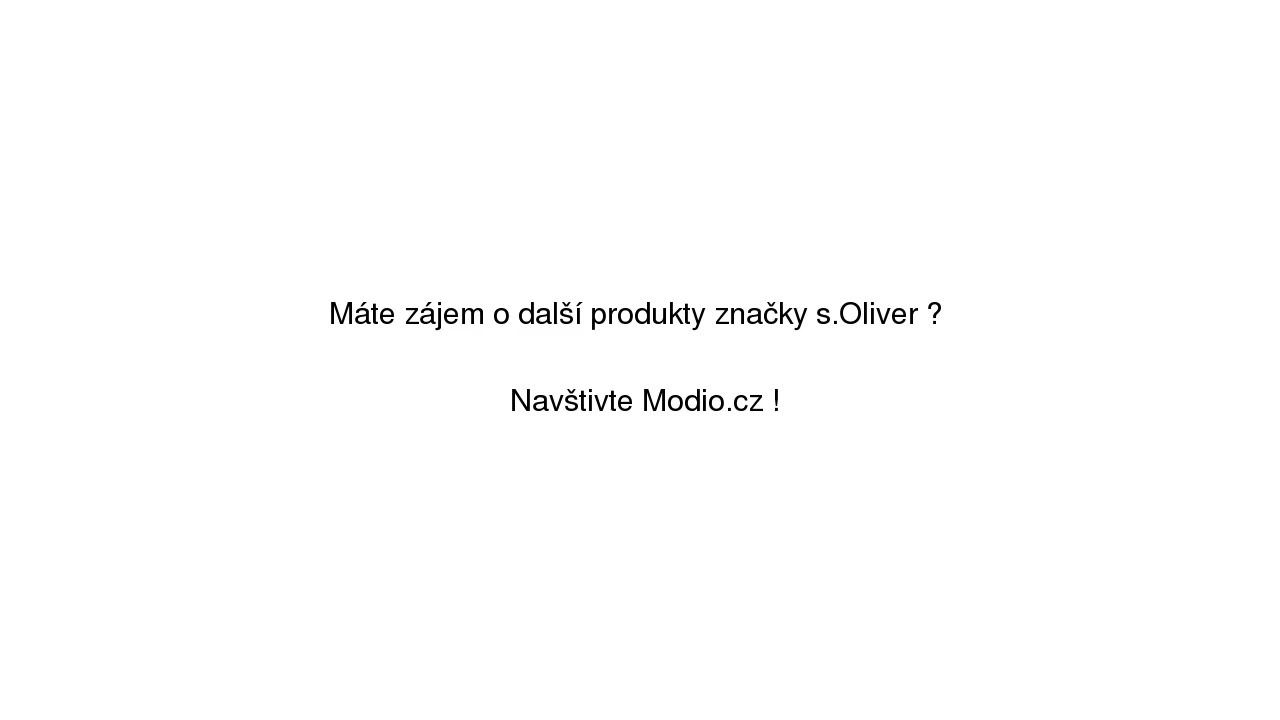 Máte zájem o další produkty značky s.Oliver ?
Navštivte Modio.cz !